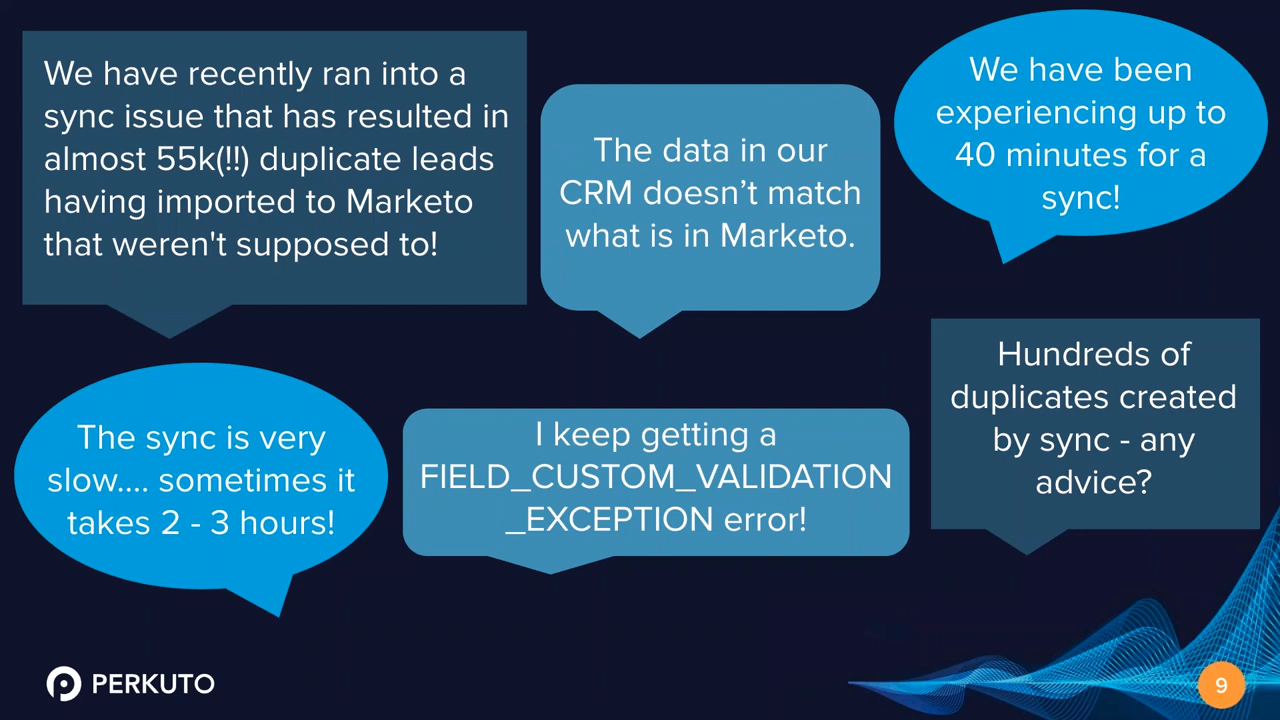 We have recently ran into a
sync issue that has resulted in
almost 55k(!!) duplicate leads
having imported to Marketo
that weren't supposed to!
The data in our
CRM doesn’t match
what is in Marketo.
We have been
experiencing up to
40 minutes for a
sync!
The sync is very
slow.... sometimes it
takes 2 - 3 hours!
I keep getting a
FIELD_CUSTOM_VALIDATION
_EXCEPTION error!
Hundreds of
duplicates created
by sync - any
advice?
PERKUTO
9